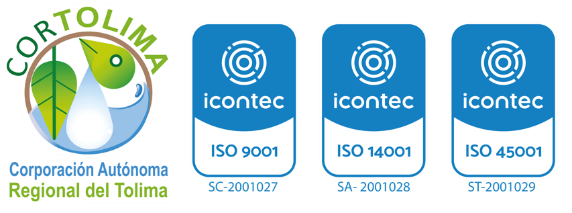 CORTOLIMA
Corporación Autónoma
Regional del Tolima
icontec
ISO 9001
SC-2001027
icontec
ISO 14001
SA- 2001028
icontec
ISO 45001
ST-2001029